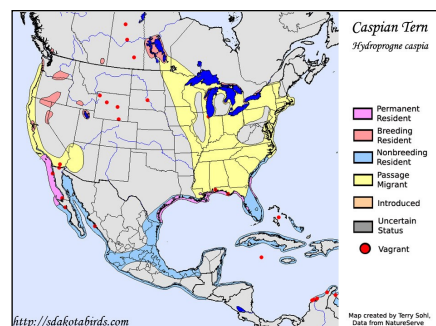 Caspian Tern
Hydroprogne caspia
Permanent
Resident
Breeding
Resident
Nonbreeding
Resident
Passage
Migrant
Introduced
Uncertain
Status
Vagrant
Map created by Terry Sohl,
Data from NatureServe
http://sdakotabirds.com